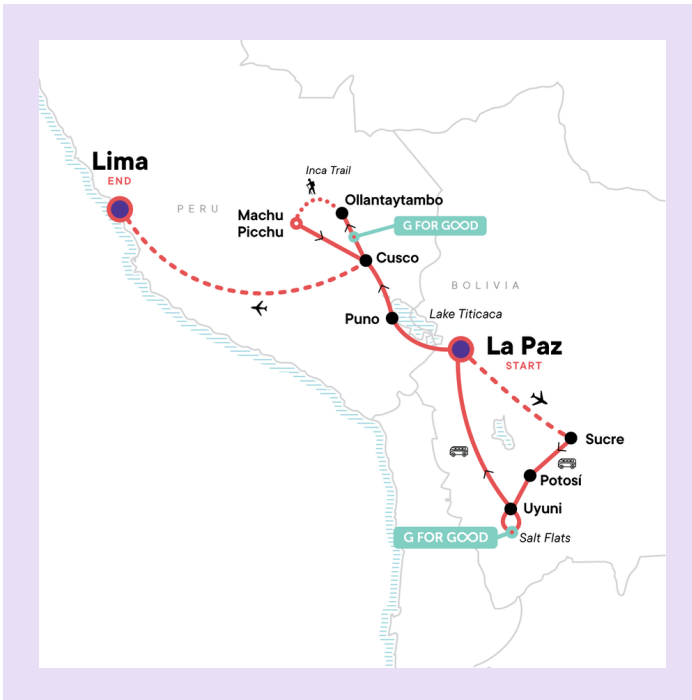 Lima
END
PERU
Inca Trail
Ollantaytambo
Machu
Picchu
G FOR GOOD
Cusco
BOLIVIA
Puno
Lake Titicaca
La Paz
START
Sucre
Potosí
Uyuni
G FOR GOOD
Salt Flats